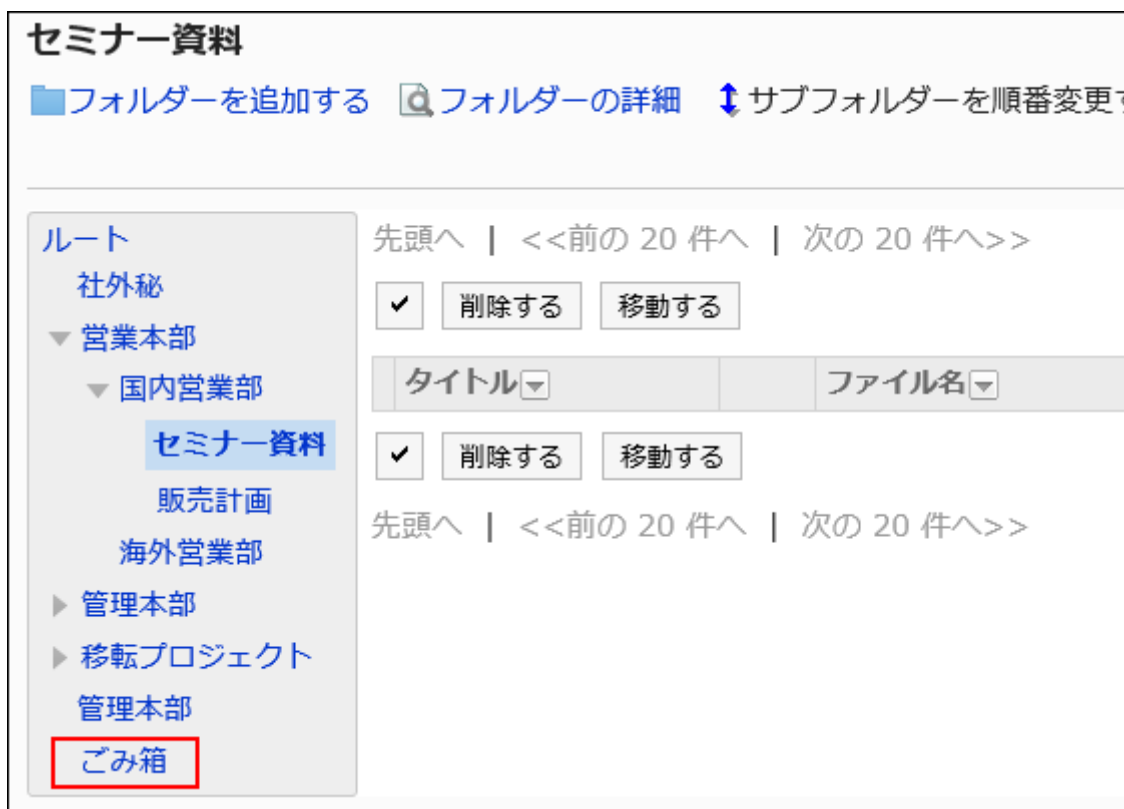 セミナー資料
フォルダーを追加する フォルダーの詳細 サブフォルダーを順番変更す
ルート
社外秘
営業本部
国内営業部
セミナー資料
販売計画
海外営業部
管理本部
移転プロジェクト
管理本部
ごみ箱
先頭へ | <<前の 20 件へ | 次の 20 件へ>>
削除する 移動する
タイトル ファイル名
削除する 移動する
先頭へ | <<前の 20 件へ | 次の 20 件へ>>